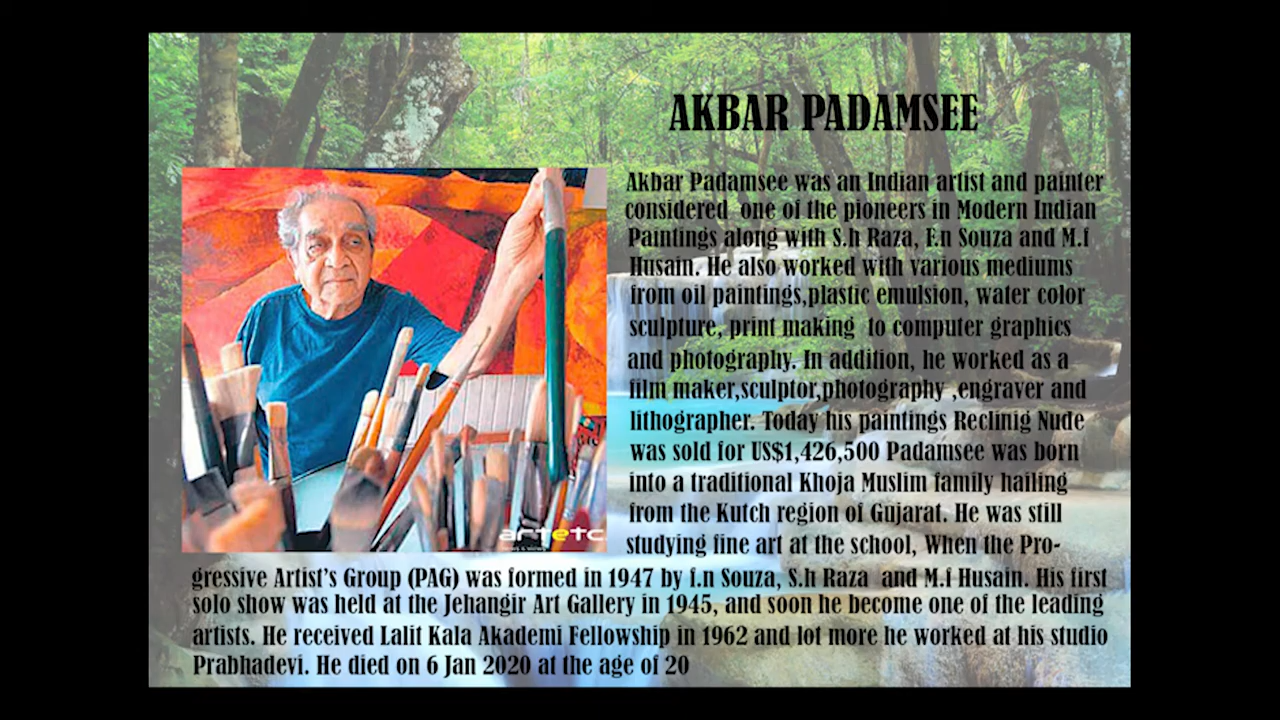 AKBAR PADAMSEE
Akbar Padamsee was an Indian artist and painter
considered one of the pioneers in Modern Indian
Paintings along with S.h Raza, F.n Souza and M.f
Husain. He also worked with various mediums
from oil paintings,plastic emulsion, water color
sculpture, print making to computer graphics
and photography. In addition, he worked as a
film maker,sculptor,photography ,engraver and
lithographer. Today his paintings Reclinig Nude
was sold for US$1,426,500 Padamsee was born
into a traditional Khoja Muslim family hailing
from the Kutch region of Gujarat. He was still
studying fine art at the school, When the Pro-
gressive Artist's Group (PAG) was formed in 1947 by f.n Souza, S.h Raza and M.f Husain. His first
solo show was held at the Jehangir Art Gallery in 1945, and soon he become one of the leading
artists. He received Lalit Kala Akademi Fellowship in 1962 and lot more he worked at his studio
Prabhadevi. He died on 6 Jan 2020 at the age of 20
artetc.